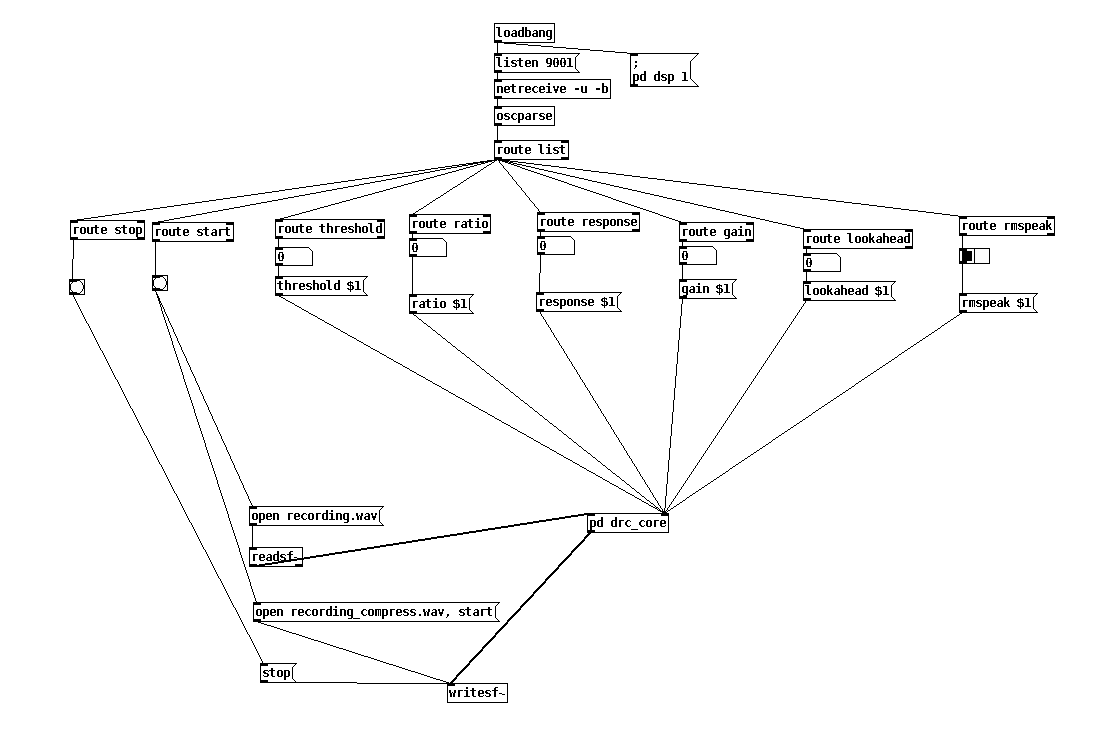 loadbang
listen 9001
;
pd dsp 1
netreceive -u -b
oscparse
route list
route stop
route start
route threshold
route ratio
route response
route gain
route lookahead
route rmspeak
0
0
0
0
0
threshold $1
ratio $1
response $1
gain $1
lookahead $1
rmspeak $1
open recording.wav
pd drc_core
readsf~
open recording_compress.wav, start
stop
writesf~